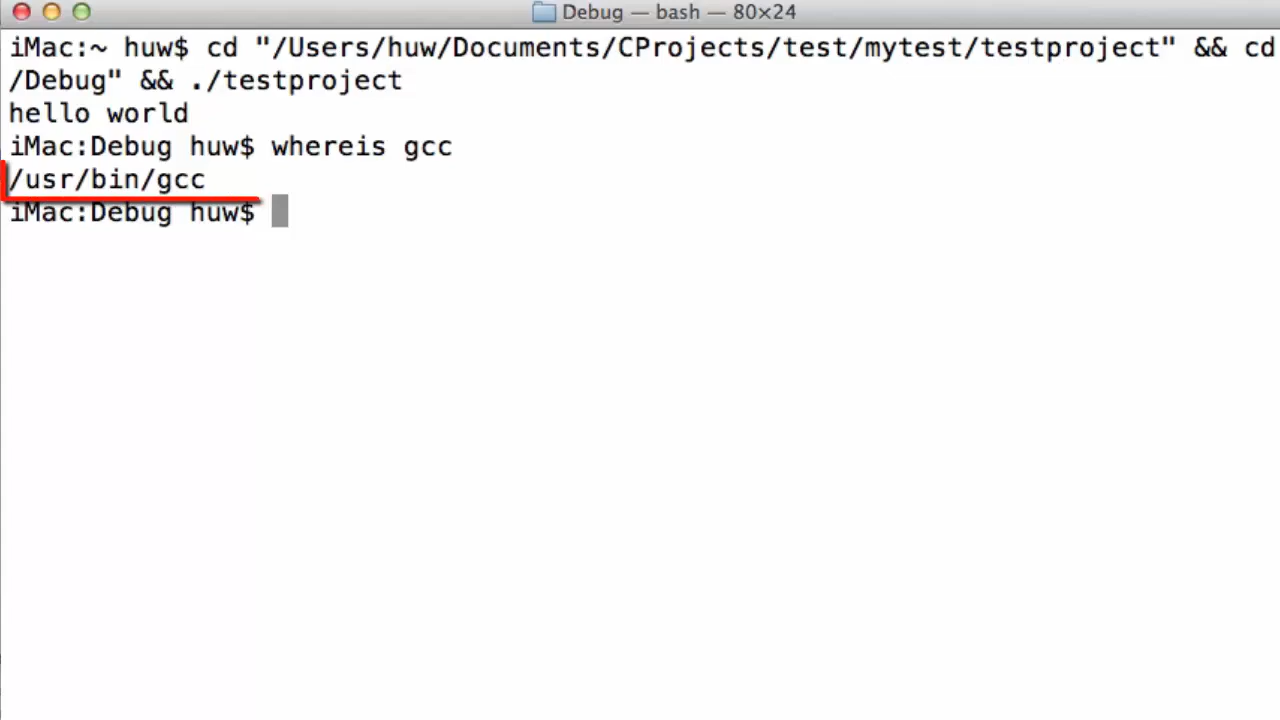 Debug — bash — 80×24
iMac:~ huw$ cd "/Users/huw/Documents/CProjects/test/mytest/testproject" && cd
/Debug" && ./testproject
hello world
iMac:Debug huw$ whereis gcc
/usr/bin/gcc
iMac:Debug huw$